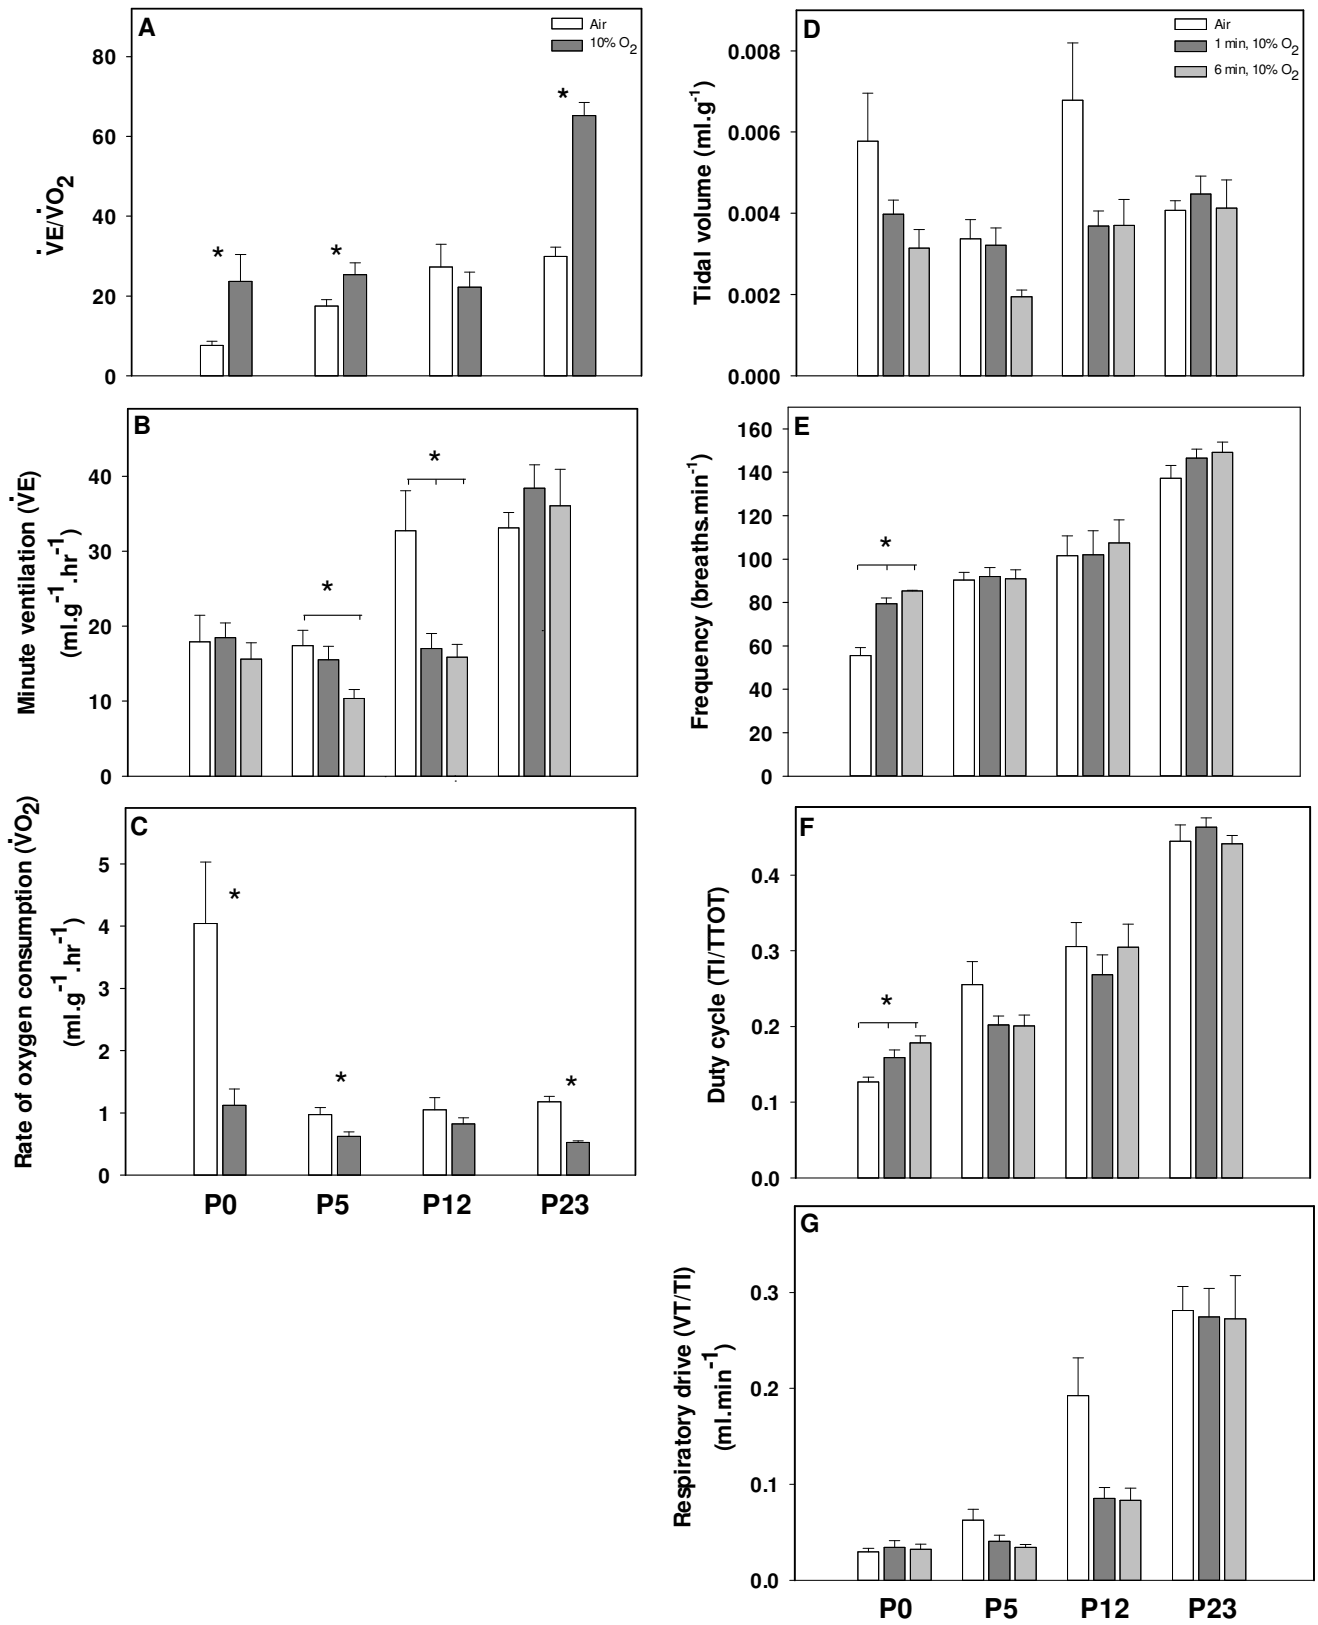 A
Air
10% O2
80
60
40
20
0
V̇E/V̇O2
*
*
*
B
Minute ventilation (V̇E)
(ml.g-1.hr-1)
40
30
20
10
0
*
*
C
Rate of oxygen consumption (V̇O2)
(ml.g-1.hr-1)
5
4
3
2
1
0
*
*
*
P0 P5 P12 P23
D
Air
1 min, 10% O2
6 min, 10% O2
Tidal volume (ml.g-1)
0.008
0.006
0.004
0.002
0.000
E
Frequency (breaths.min-1)
160
140
120
100
80
60
40
20
0
*
F
Duty cycle (TI/TTOT)
0.4
0.3
0.2
0.1
0.0
*
G
Respiratory drive (VT/TI)
(ml.min-1)
0.3
0.2
0.1
0.0
P0 P5 P12 P23